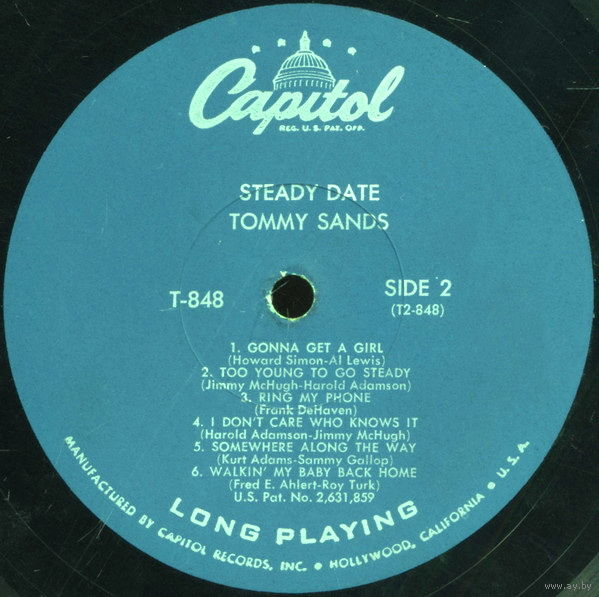 Capitol
REG. U.S. PAT. OFF.
STEADY DATE
TOMMY SANDS
T-848
SIDE 2
(T2-848)
1. GONNA GET A GIRL
(Howard Simon-Al Lewis)
2. TOO YOUNG TO GO STEADY
(Jimmy McHugh-Harold Adamson)
3. RING MY PHONE
(Frank DeHaven)
4. I DON'T CARE WHO KNOWS IT
(Harold Adamson-Jimmy McHugh)
5. SOMEWHERE ALONG THE WAY
(Kurt Adams-Sammy Gallop)
6. WALKIN' MY BABY BACK HOME
(Fred E. Ahlert-Roy Turk)
U.S. Pat. No. 2,631,859
LONG PLAYING
MANUFACTURED BY CAPITOL RECORDS, INC. • HOLLYWOOD, CALIFORNIA • U.S.A.
www.ay.by